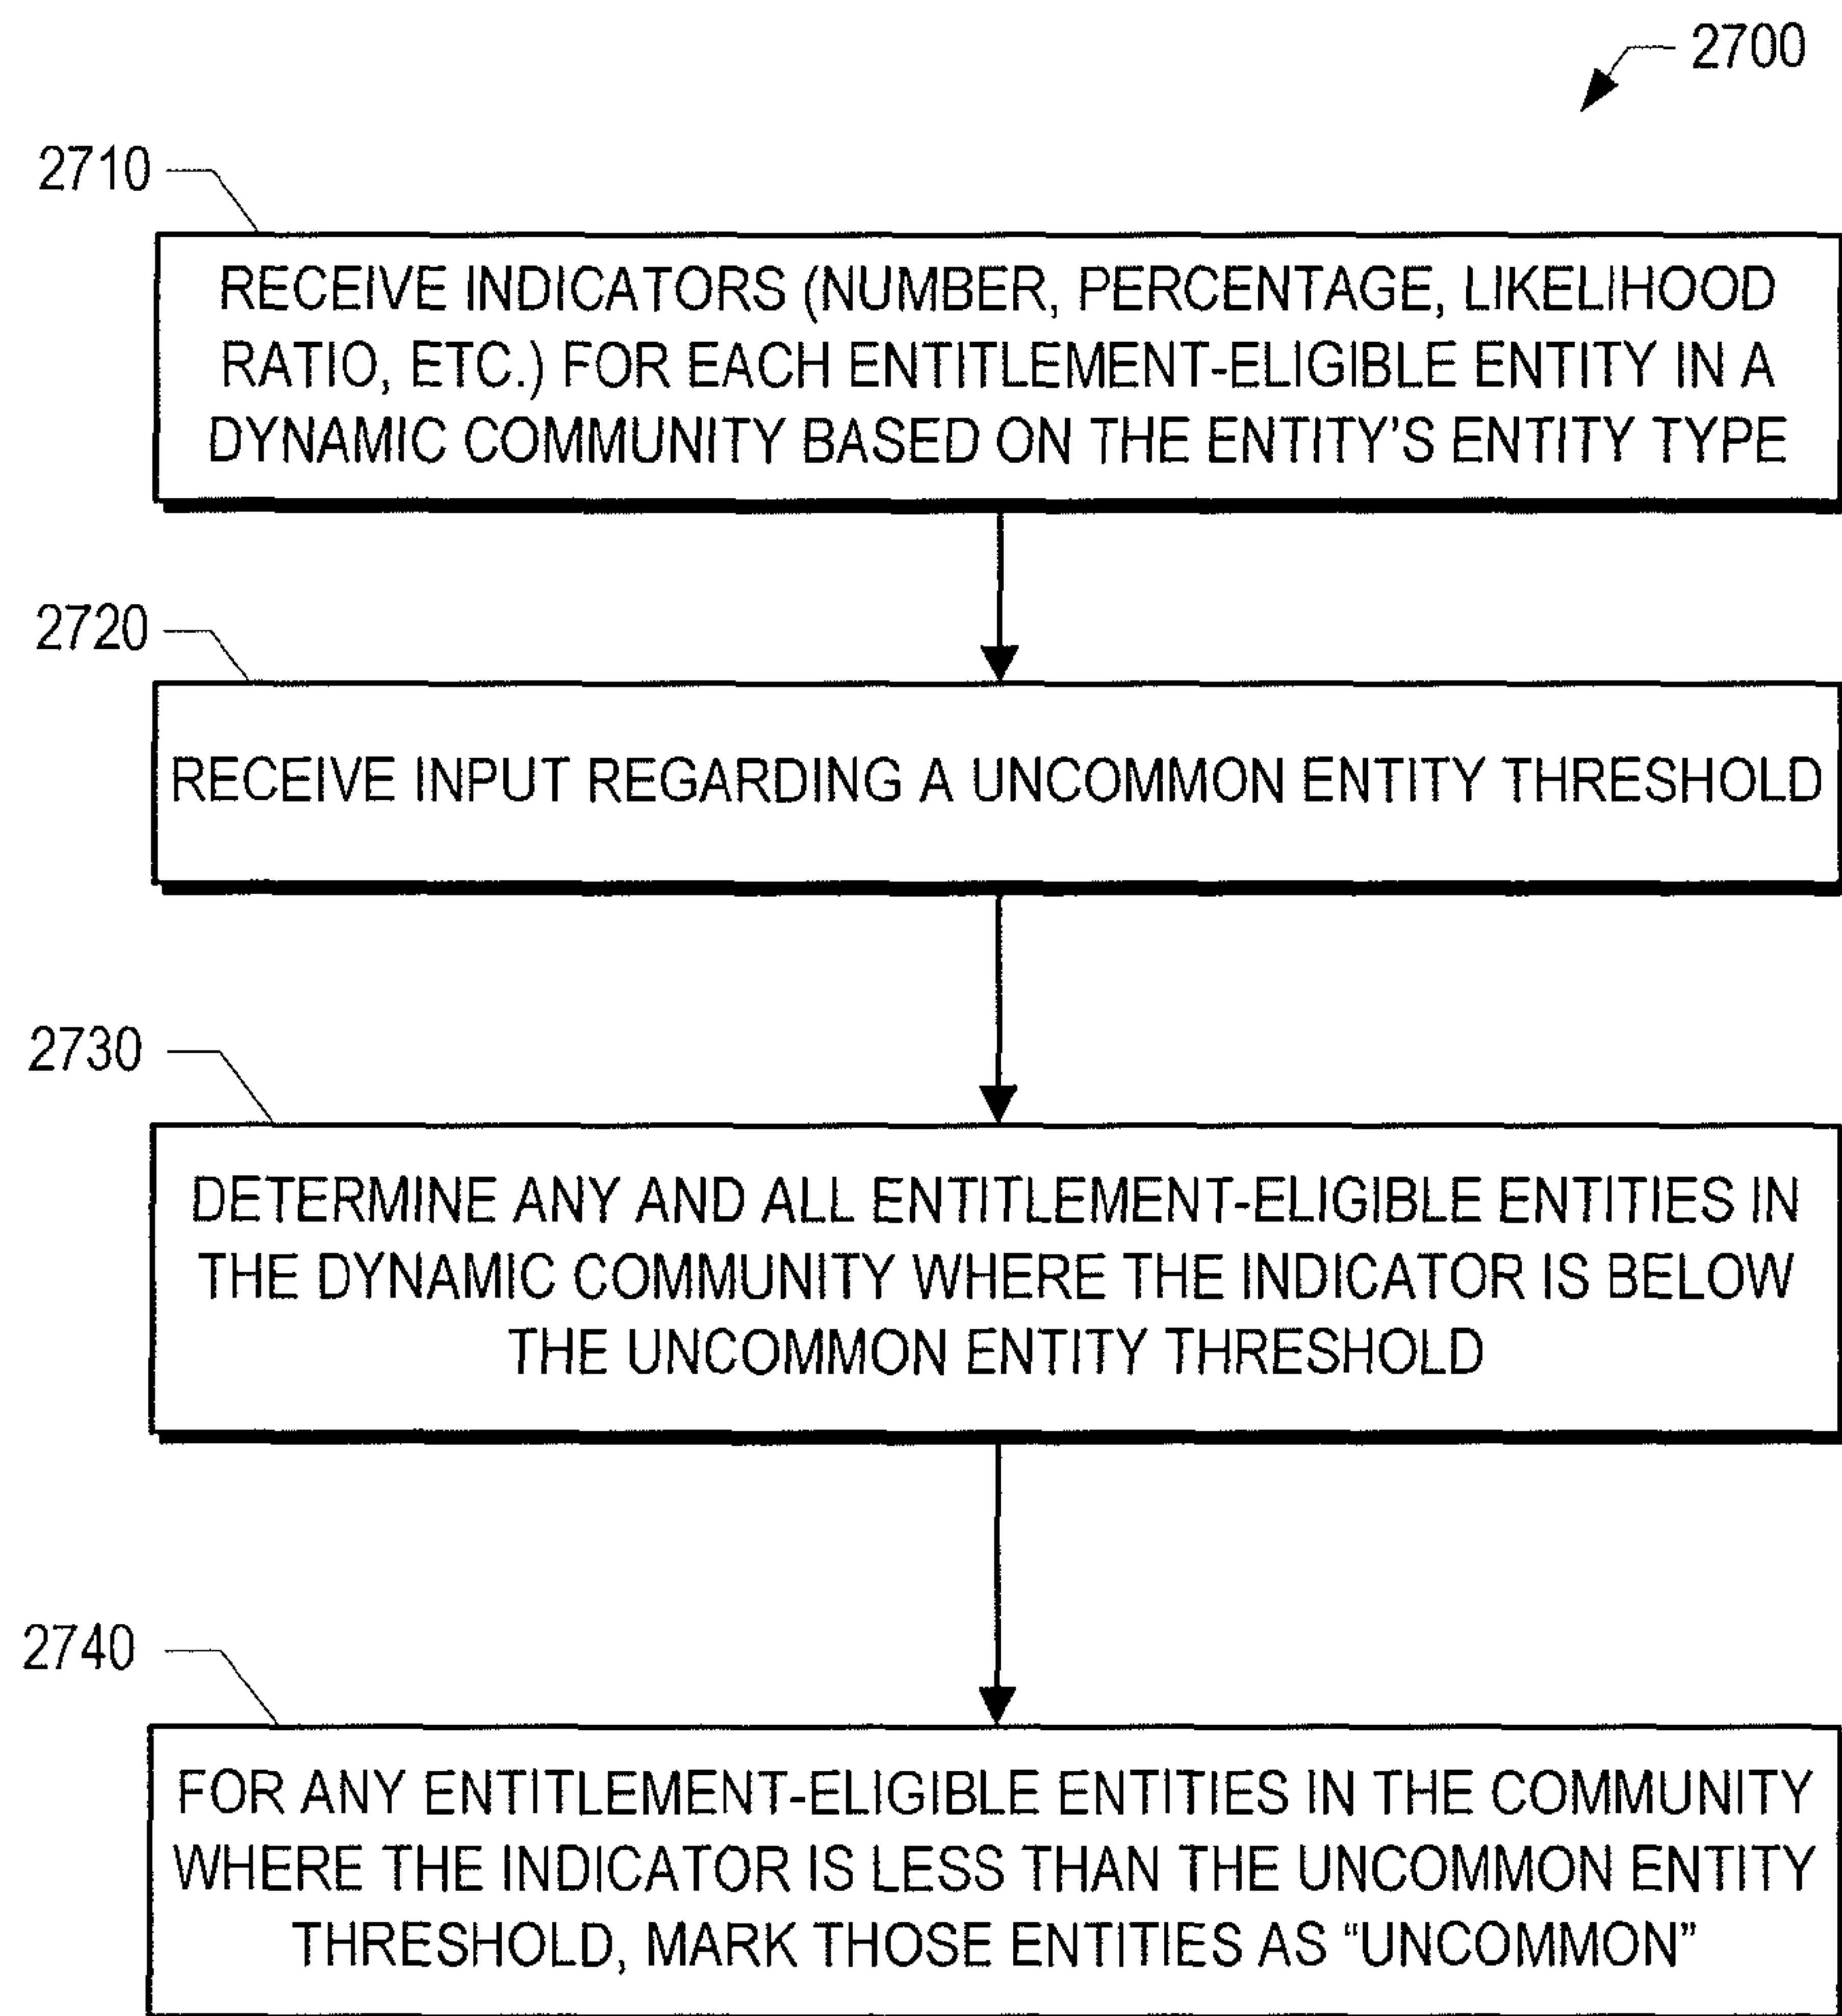 2700
2710
RECEIVE INDICATORS (NUMBER, PERCENTAGE, LIKELIHOOD
RATIO, ETC.) FOR EACH ENTITLEMENT-ELIGIBLE ENTITY IN A
DYNAMIC COMMUNITY BASED ON THE ENTITY'S ENTITY TYPE
2720
RECEIVE INPUT REGARDING A UNCOMMON ENTITY THRESHOLD
2730
DETERMINE ANY AND ALL ENTITLEMENT-ELIGIBLE ENTITIES IN
THE DYNAMIC COMMUNITY WHERE THE INDICATOR IS BELOW
THE UNCOMMON ENTITY THRESHOLD
2740
FOR ANY ENTITLEMENT-ELIGIBLE ENTITIES IN THE COMMUNITY
WHERE THE INDICATOR IS LESS THAN THE UNCOMMON ENTITY
THRESHOLD, MARK THOSE ENTITIES AS “UNCOMMON”